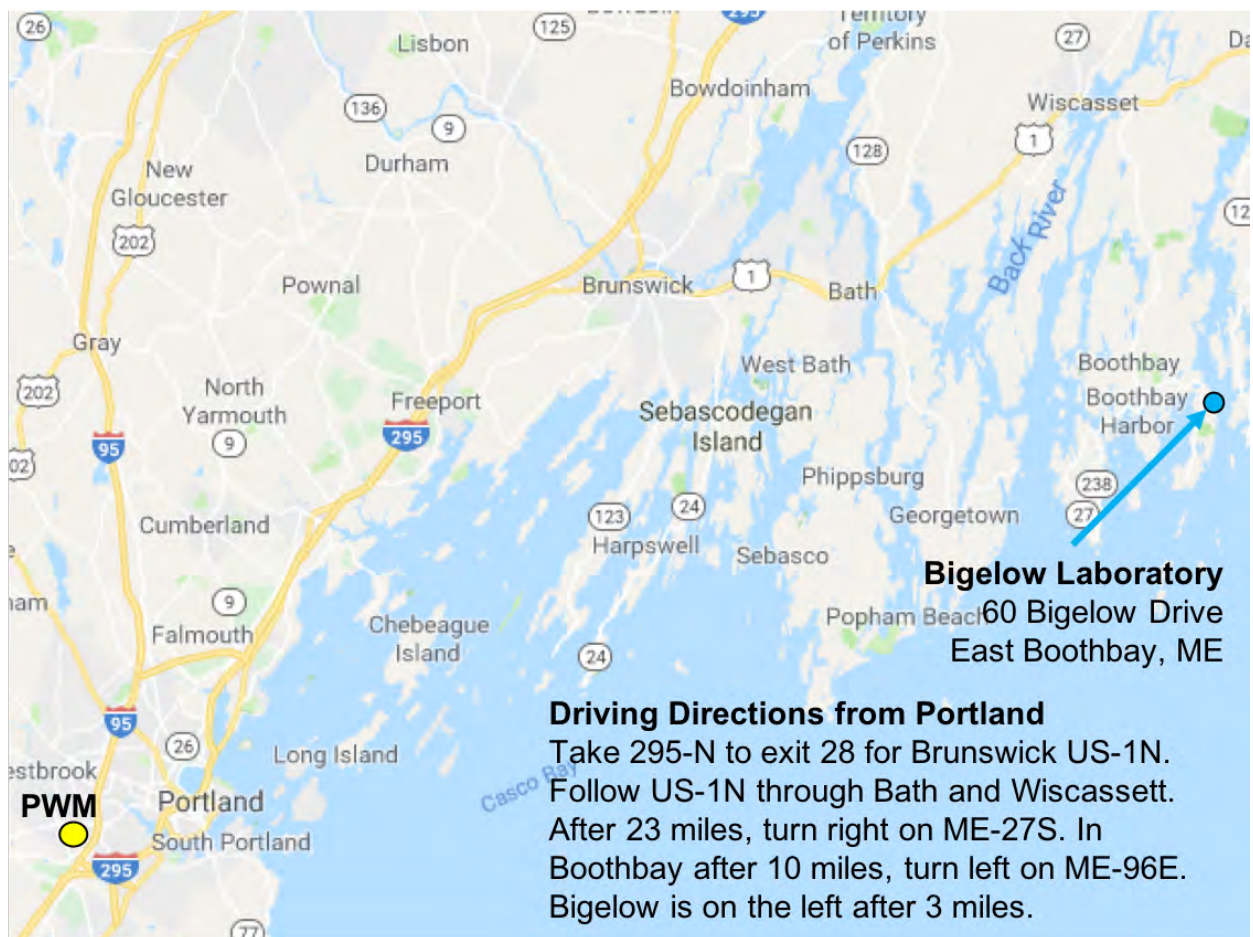 26
295
125
Territory
of Perkins
27
Lisbon
Bowdoinham
Wiscasset
136
9
1
Durham
128
New
Gloucester
202
Back River
Pownal
Brunswick
1
Bath
Gray
202
West Bath
Boothbay
North
Yarmouth
Freeport
Boothbay
Harbor
Sebascodegan
Island
9
295
95
Phippsburg
238
123
24
Georgetown
27
Cumberland
Harpswell
Sebasco
Bigelow Laboratory
60 Bigelow Drive
East Boothbay, ME
9
Falmouth
Chebeague
Island
Popham Beach
24
95
26
Long Island
Casco Bay
Portland
PWM
South Portland
295
77
Driving Directions from Portland
Take 295-N to exit 28 for Brunswick US-1N.
Follow US-1N through Bath and Wiscassett.
After 23 miles, turn right on ME-27S. In
Boothbay after 10 miles, turn left on ME-96E.
Bigelow is on the left after 3 miles.